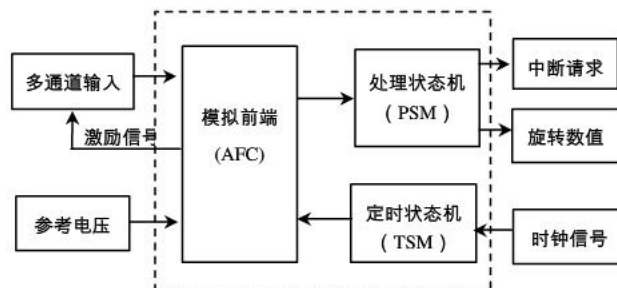 多通道输入
激励信号
参考电压
模拟前端
(AFC)
处理状态机
（PSM）
定时状态机
（TSM）
中断请求
旋转数值
时钟信号